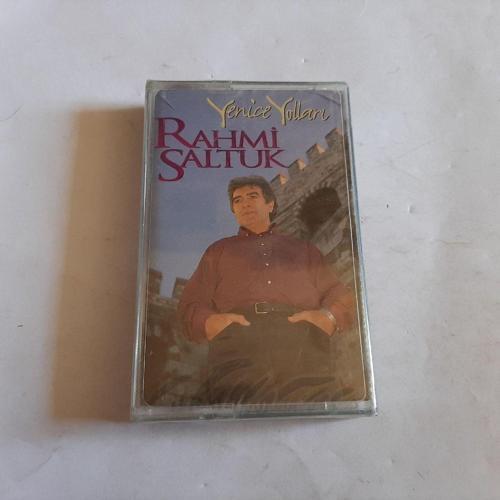 Yenice Yolları
RAHMİ
SALTUK